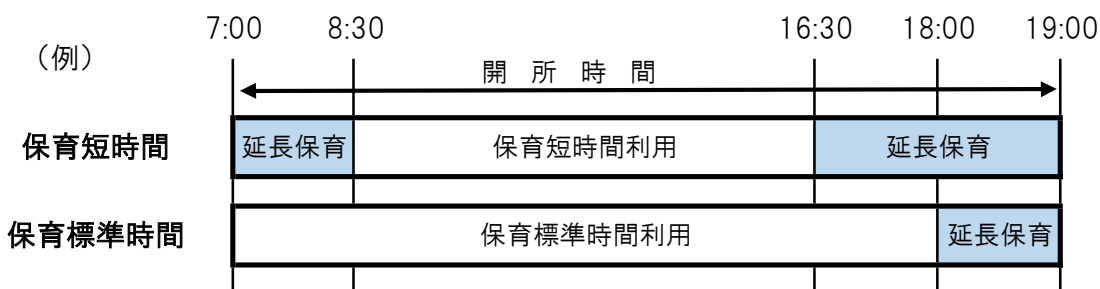 7:00 8:30 16:30 18:00 19:00
（例）
開所時間
保育短時間 延長保育 保育短時間利用 延長保育
保育標準時間 保育標準時間利用 延長保育